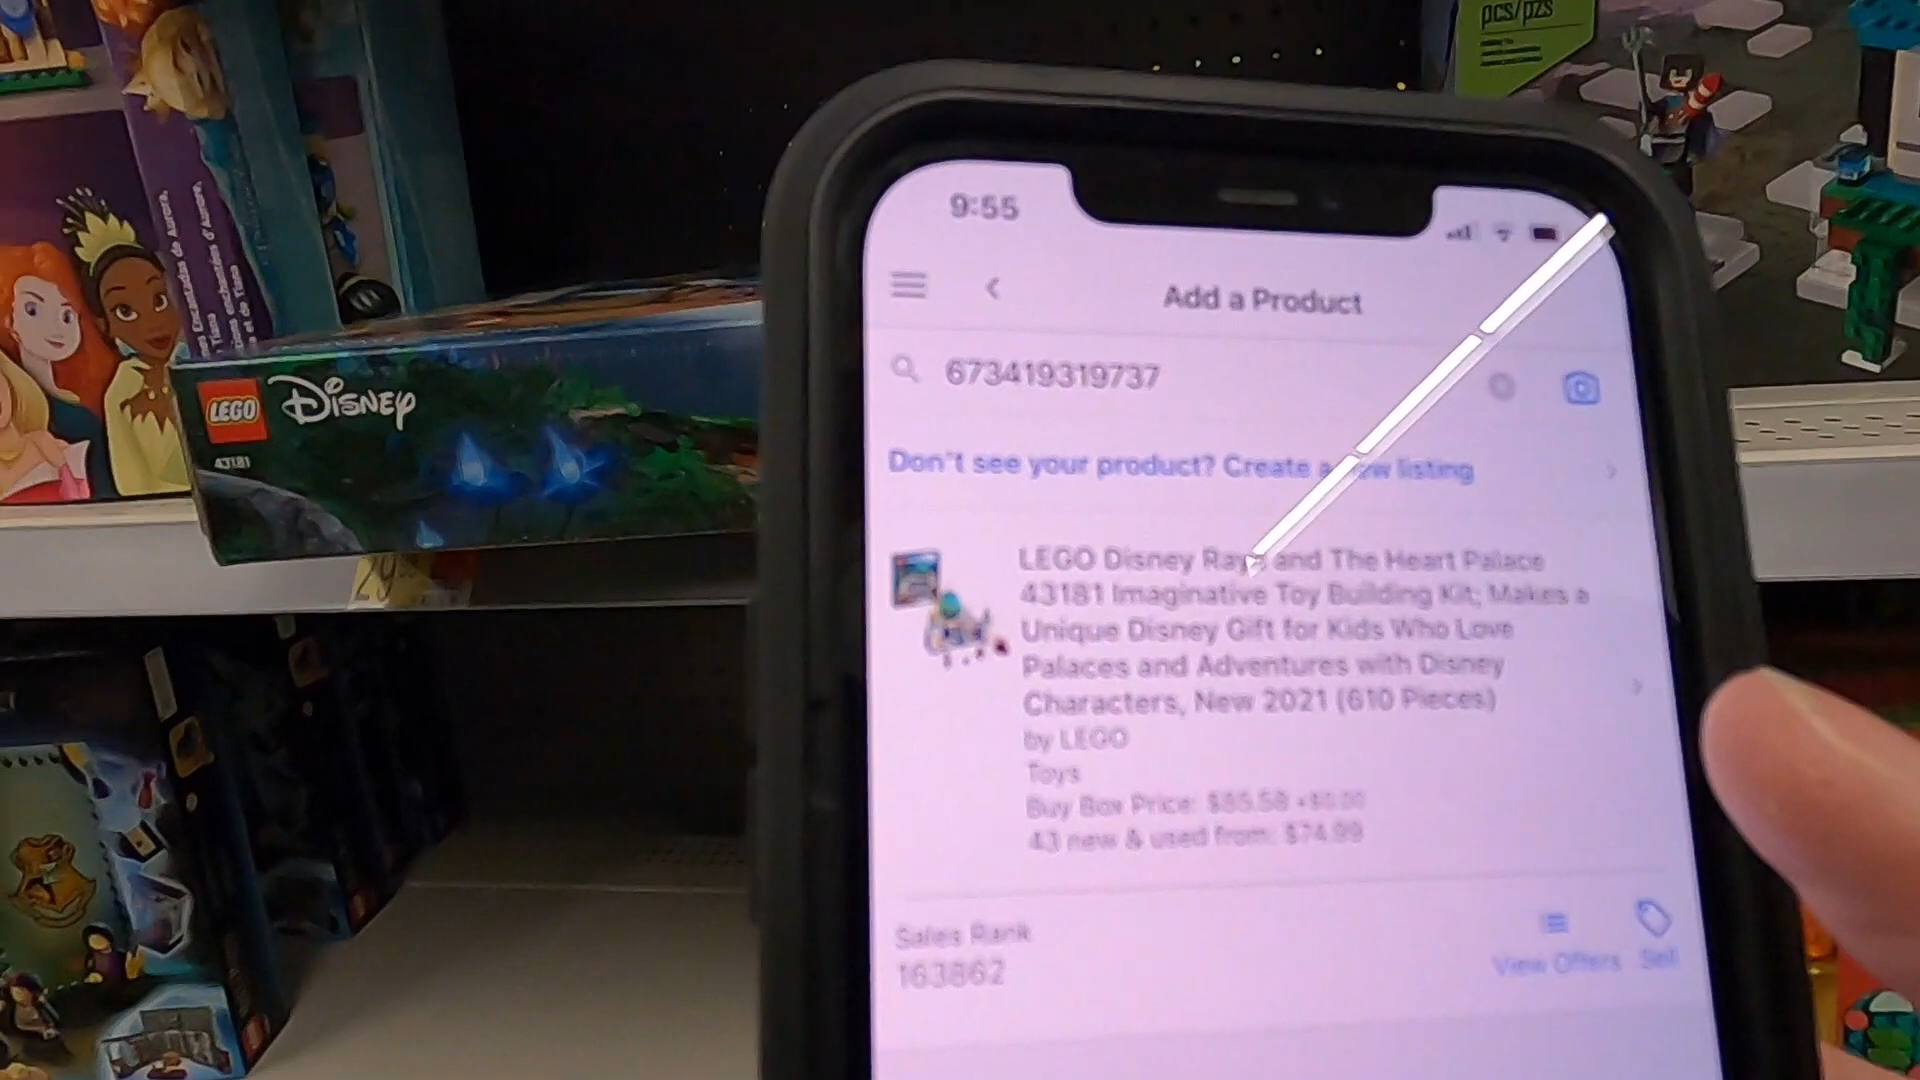 pcs/pzs
LEGO
DISNEY
43181
9:55
Add a Product
673419319737
Don't see your product? Create a new listing
LEGO Disney Raya and The Heart Palace
43181 Imaginative Toy Building Kit; Makes a
Unique Disney Gift for Kids Who Love
Palaces and Adventures with Disney
Characters, New 2021 (610 Pieces)
by LEGO
Toys
Buy Box Price: $85.58 + $0.00
43 new & used from: $74.99
Sales Rank
163862
View Offers
Sell